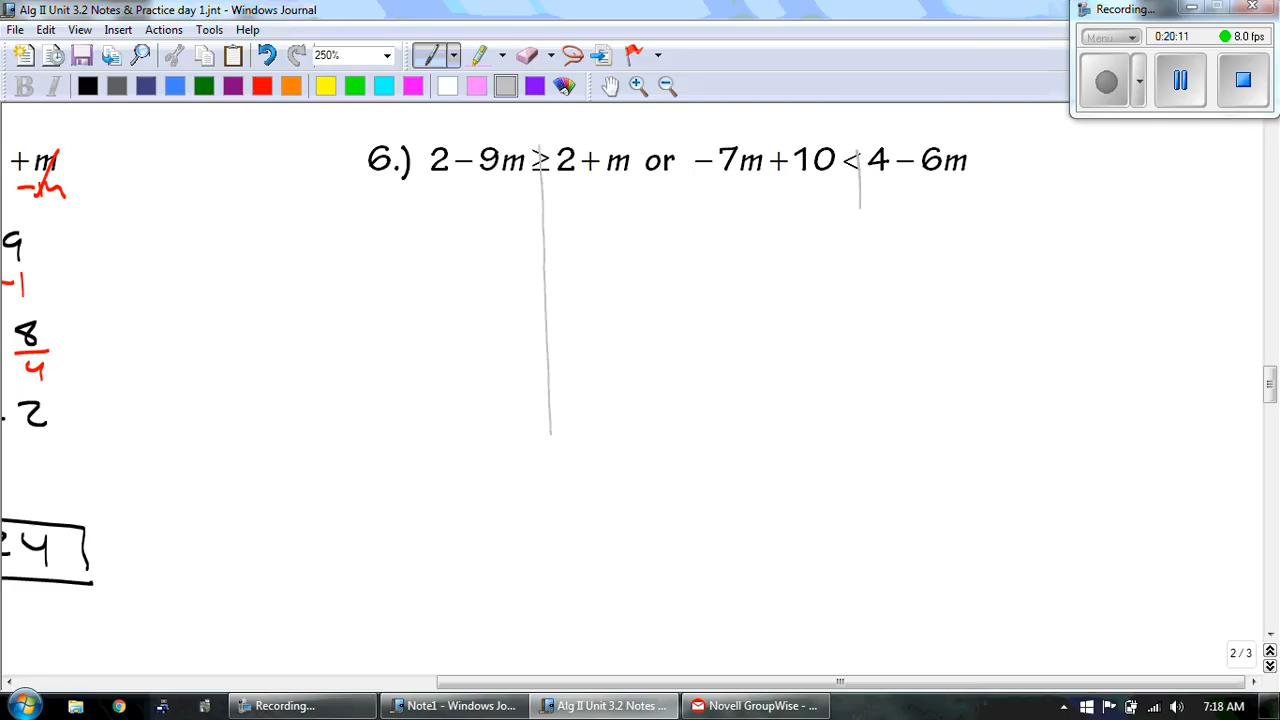 Alg II Unit 3.2 Notes & Practice day 1.jnt - Windows Journal
Recording...
File Edit View Insert Actions Tools Help
Menu 0:20:11 8.0 fps
250%
B I
+m 6.) 2 − 9m ≥ 2 + m or −7m + 10 < 4 − 6m
-m
9
-1
8
4
2
24
2 / 3
Recording... Note1 - Windows Jo... Alg II Unit 3.2 Notes ... Novell GroupWise - ... 7:18 AM